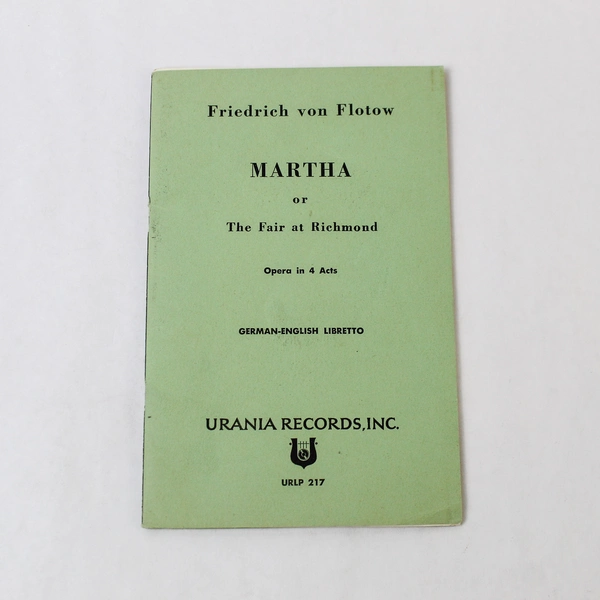 Friedrich von Flotow
MARTHA
or
The Fair at Richmond
Opera in 4 Acts
GERMAN-ENGLISH LIBRETTO
URANIA RECORDS, INC.
URLP 217